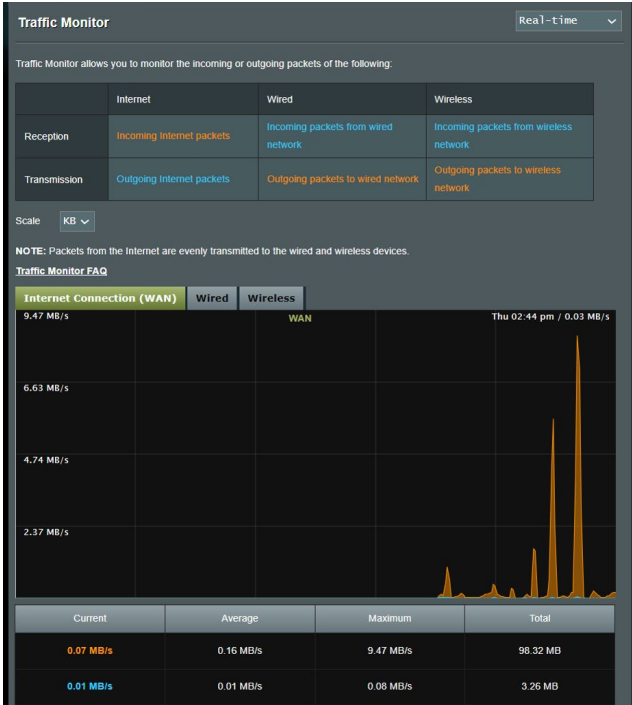 Traffic Monitor
Real-time
Traffic Monitor allows you to monitor the incoming or outgoing packets of the following:
Internet Wired Wireless
Reception Incoming Internet packets Incoming packets from wired network Incoming packets from wireless network
Transmission Outgoing Internet packets Outgoing packets to wired network Outgoing packets to wireless network
Scale KB
NOTE: Packets from the Internet are evenly transmitted to the wired and wireless devices.
Traffic Monitor FAQ
Internet Connection (WAN) Wired Wireless
9.47 MB/s WAN Thu 02:44 pm / 0.03 MB/s
6.63 MB/s
4.74 MB/s
2.37 MB/s
Current Average Maximum Total
0.07 MB/s 0.16 MB/s 9.47 MB/s 98.32 MB
0.01 MB/s 0.01 MB/s 0.08 MB/s 3.26 MB